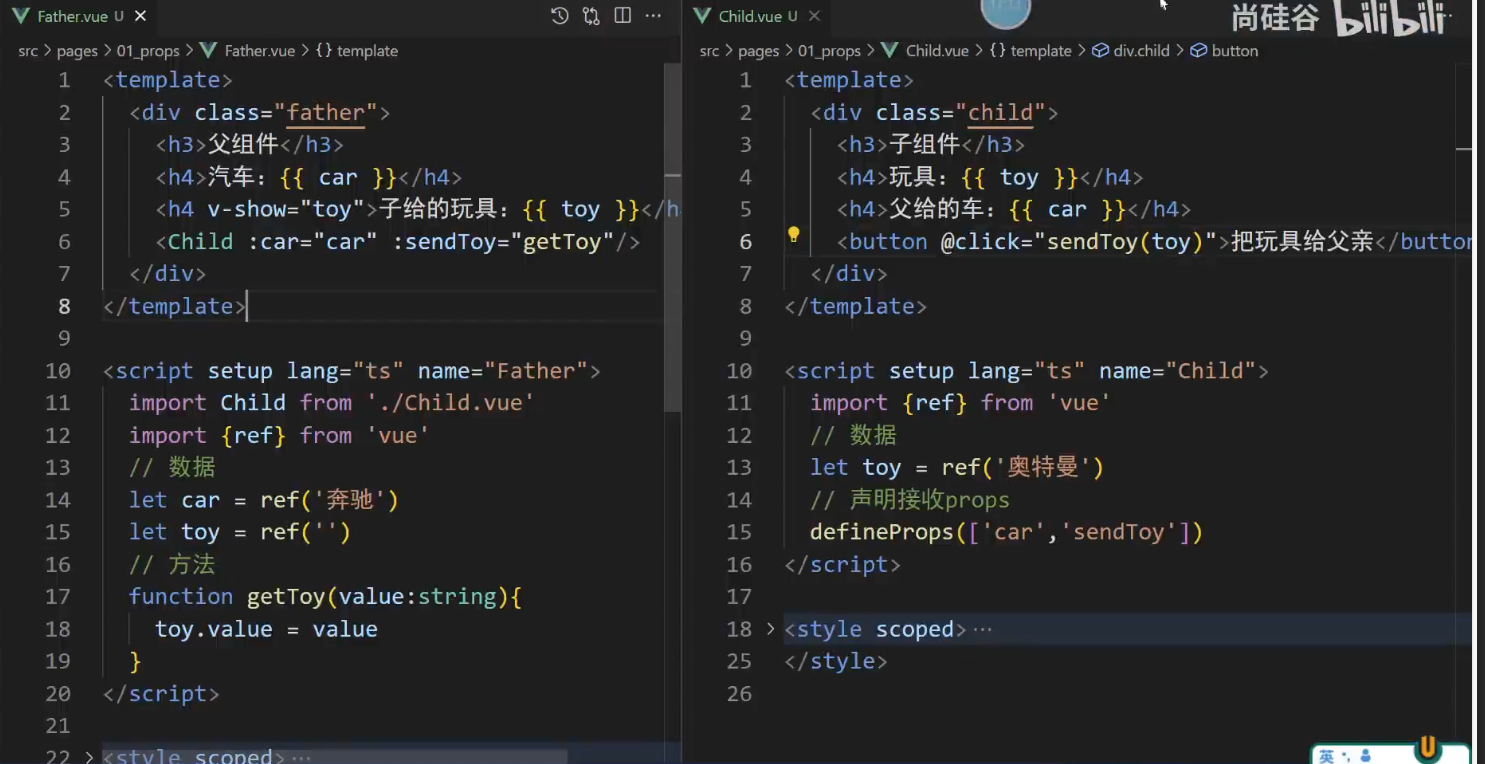 Father.vue U
src > pages > 01_props > Father.vue > {} template
1 <template>
2 <div class="father">
3 <h3>父组件</h3>
4 <h4>汽车：{{ car }}</h4>
5 <h4 v-show="toy">子给的玩具：{{ toy }}</h
6 <Child :car="car" :sendToy="getToy"/>
7 </div>
8 </template>
9
10 <script setup lang="ts" name="Father">
11 import Child from './Child.vue'
12 import {ref} from 'vue'
13 // 数据
14 let car = ref('奔驰')
15 let toy = ref('')
16 // 方法
17 function getToy(value:string){
18 toy.value = value
19 }
20 </script>
21
22 > <style scoped> ···
Child.vue U
尚硅谷 bilibili
src > pages > 01_props > Child.vue > {} template > div.child > button
1 <template>
2 <div class="child">
3 <h3>子组件</h3>
4 <h4>玩具：{{ toy }}</h4>
5 <h4>父给的车：{{ car }}</h4>
6 <button @click="sendToy(toy)">把玩具给父亲</button
7 </div>
8 </template>
9
10 <script setup lang="ts" name="Child">
11 import {ref} from 'vue'
12 // 数据
13 let toy = ref('奥特曼')
14 // 声明接收props
15 defineProps(['car','sendToy'])
16 </script>
17
18 > <style scoped> ···
25 </style>
26
英